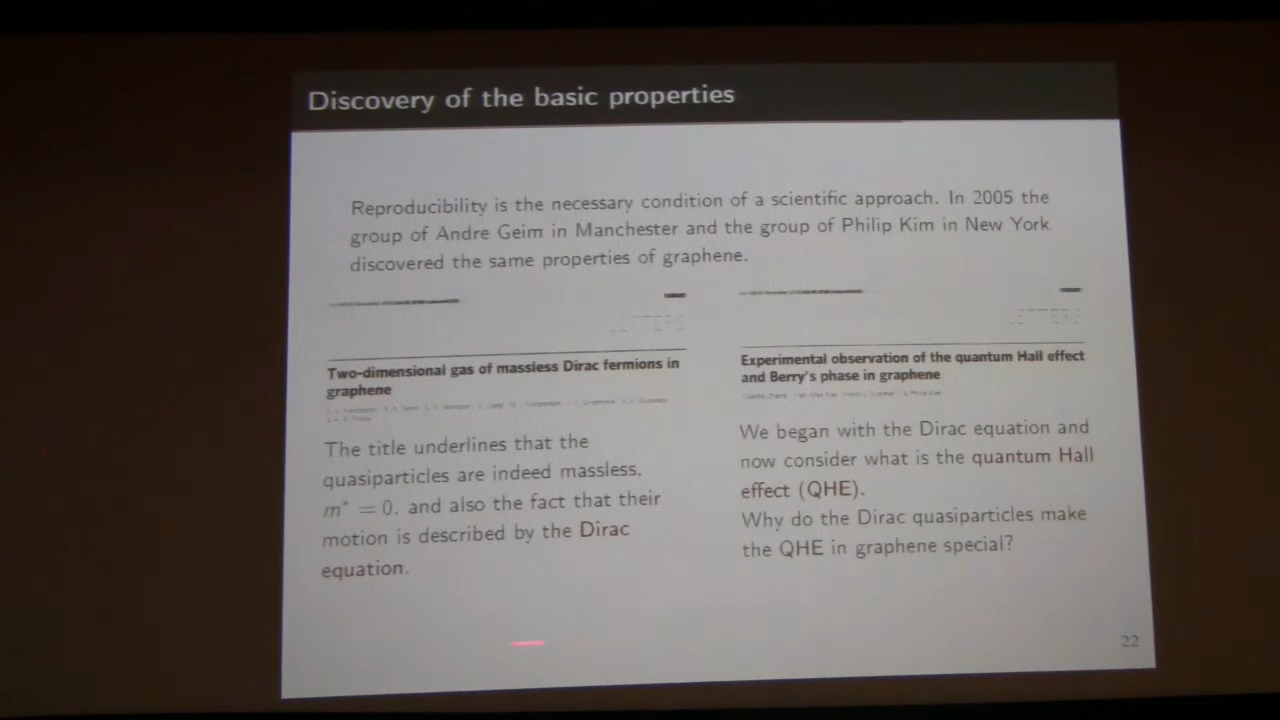 Discovery of the basic properties
Reproducibility is the necessary condition of a scientific approach. In 2005 the
group of Andre Geim in Manchester and the group of Philip Kim in New York
discovered the same properties of graphene.
LETTERS
Two-dimensional gas of massless Dirac fermions in
graphene
The title underlines that the
quasiparticles are indeed massless,
m* = 0, and also the fact that their
motion is described by the Dirac
equation.
LETTERS
Experimental observation of the quantum Hall effect
and Berry's phase in graphene
We began with the Dirac equation and
now consider what is the quantum Hall
effect (QHE).
Why do the Dirac quasiparticles make
the QHE in graphene special?
22